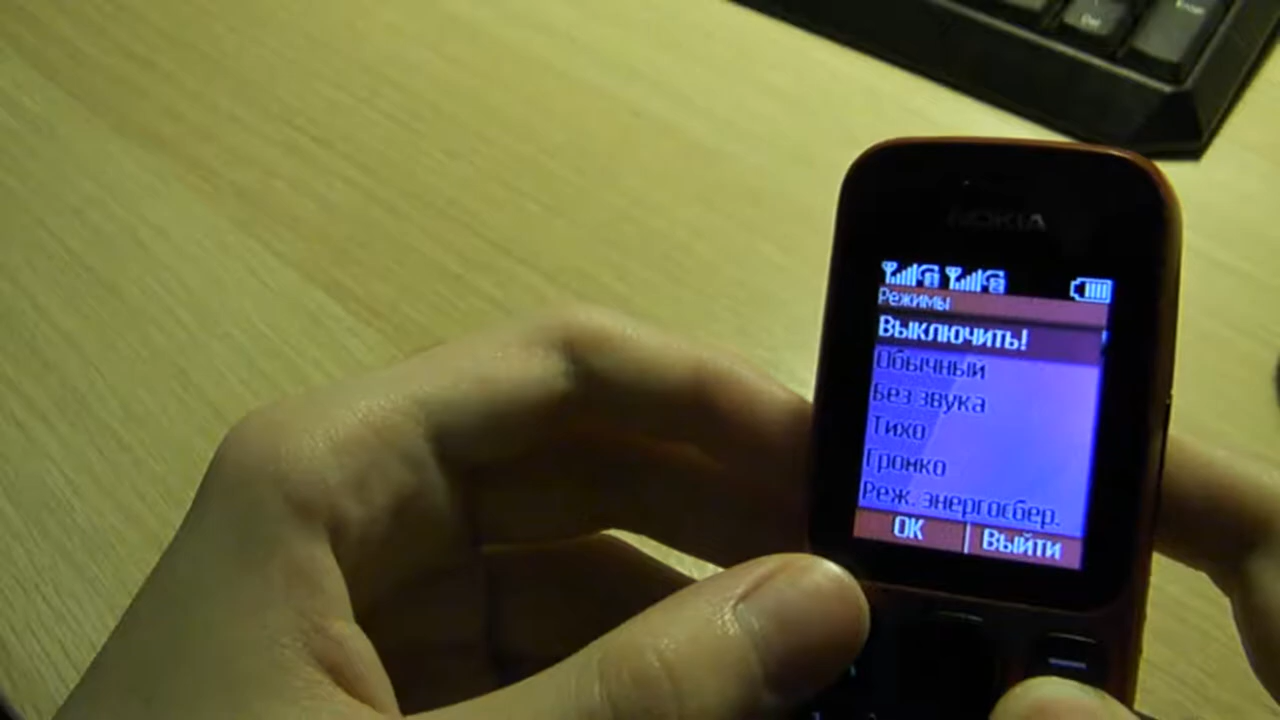 NOKIA
Режимы
Выключить!
Обычный
Без звука
Тихо
Громко
Реж. энергосбер.
ОК Выйти